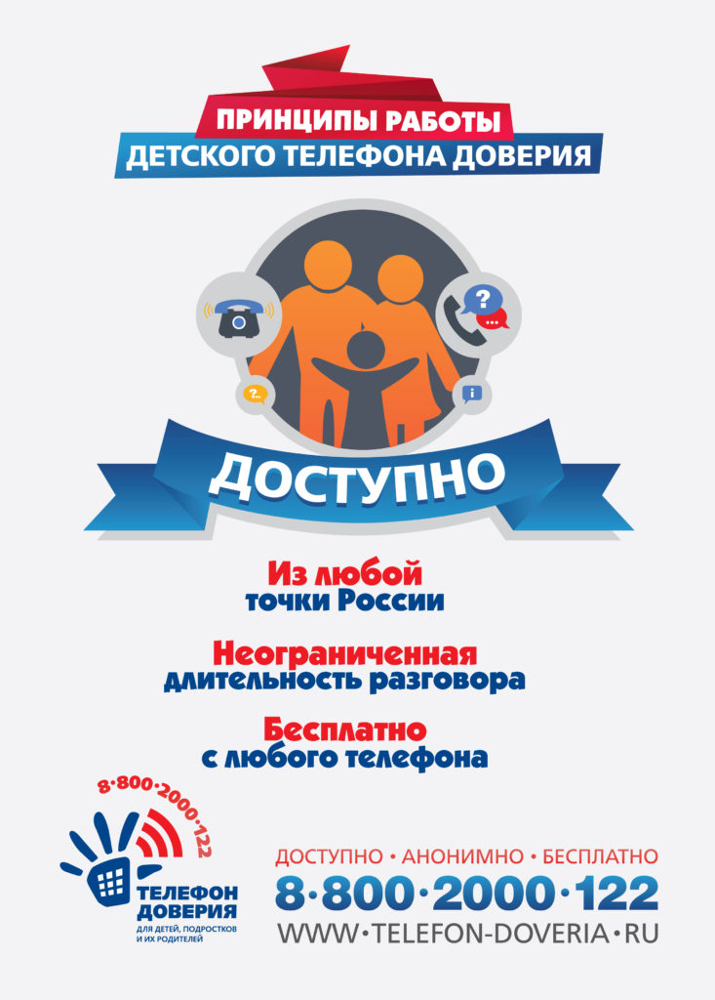 ПРИНЦИПЫ РАБОТЫ
ДЕТСКОГО ТЕЛЕФОНА ДОВЕРИЯ
?
...
?..
i
ДОСТУПНО
Из любой
точки России
Неограниченная
длительность разговора
Бесплатно
с любого телефона
8·800·2000·122
ТЕЛЕФОН
ДОВЕРИЯ
ДЛЯ ДЕТЕЙ, ПОДРОСТКОВ
И ИХ РОДИТЕЛЕЙ
ДОСТУПНО • АНОНИМНО • БЕСПЛАТНО
8·800·2000·122
WWW•TELEFON-DOVERIA•RU